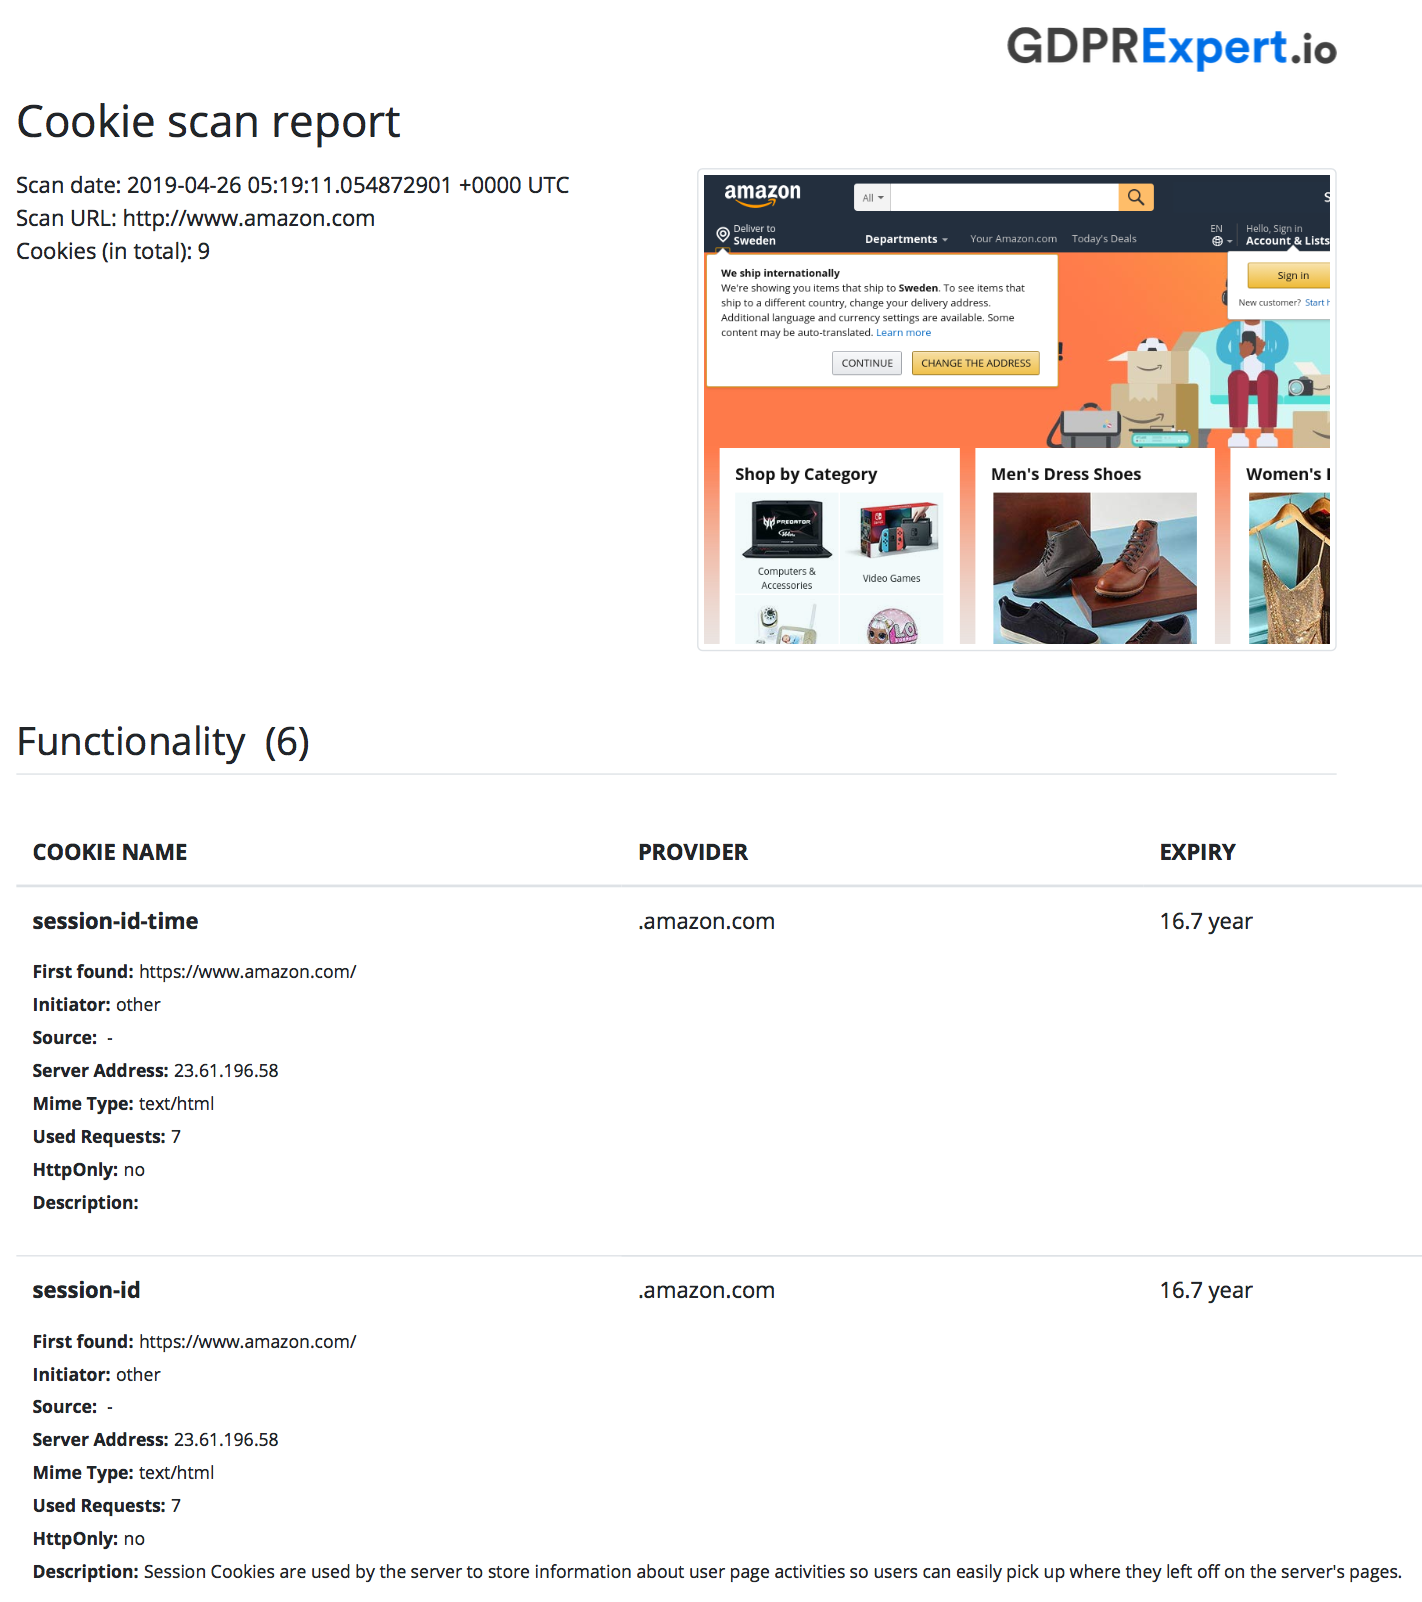 GDPRExpert.io
Cookie scan report
Scan date: 2019-04-26 05:19:11.054872901 +0000 UTC
Scan URL: http://www.amazon.com
Cookies (in total): 9
amazon
All
Deliver to
Sweden
Departments
Your Amazon.com
Today's Deals
EN
Hello, Sign in
Account & Lists
We ship internationally
We're showing you items that ship to Sweden. To see items that
ship to a different country, change your delivery address.
Additional language and currency settings are available. Some
content may be auto-translated. Learn more
CONTINUE
CHANGE THE ADDRESS
Sign in
New customer? Start
Shop by Category
Men's Dress Shoes
Women's
PREDATOR
Computers &
Accessories
Video Games
Functionality (6)
COOKIE NAME PROVIDER EXPIRY
session-id-time .amazon.com 16.7 year
First found: https://www.amazon.com/
Initiator: other
Source: -
Server Address: 23.61.196.58
Mime Type: text/html
Used Requests: 7
HttpOnly: no
Description:
session-id .amazon.com 16.7 year
First found: https://www.amazon.com/
Initiator: other
Source: -
Server Address: 23.61.196.58
Mime Type: text/html
Used Requests: 7
HttpOnly: no
Description: Session Cookies are used by the server to store information about user page activities so users can easily pick up where they left off on the server's pages.